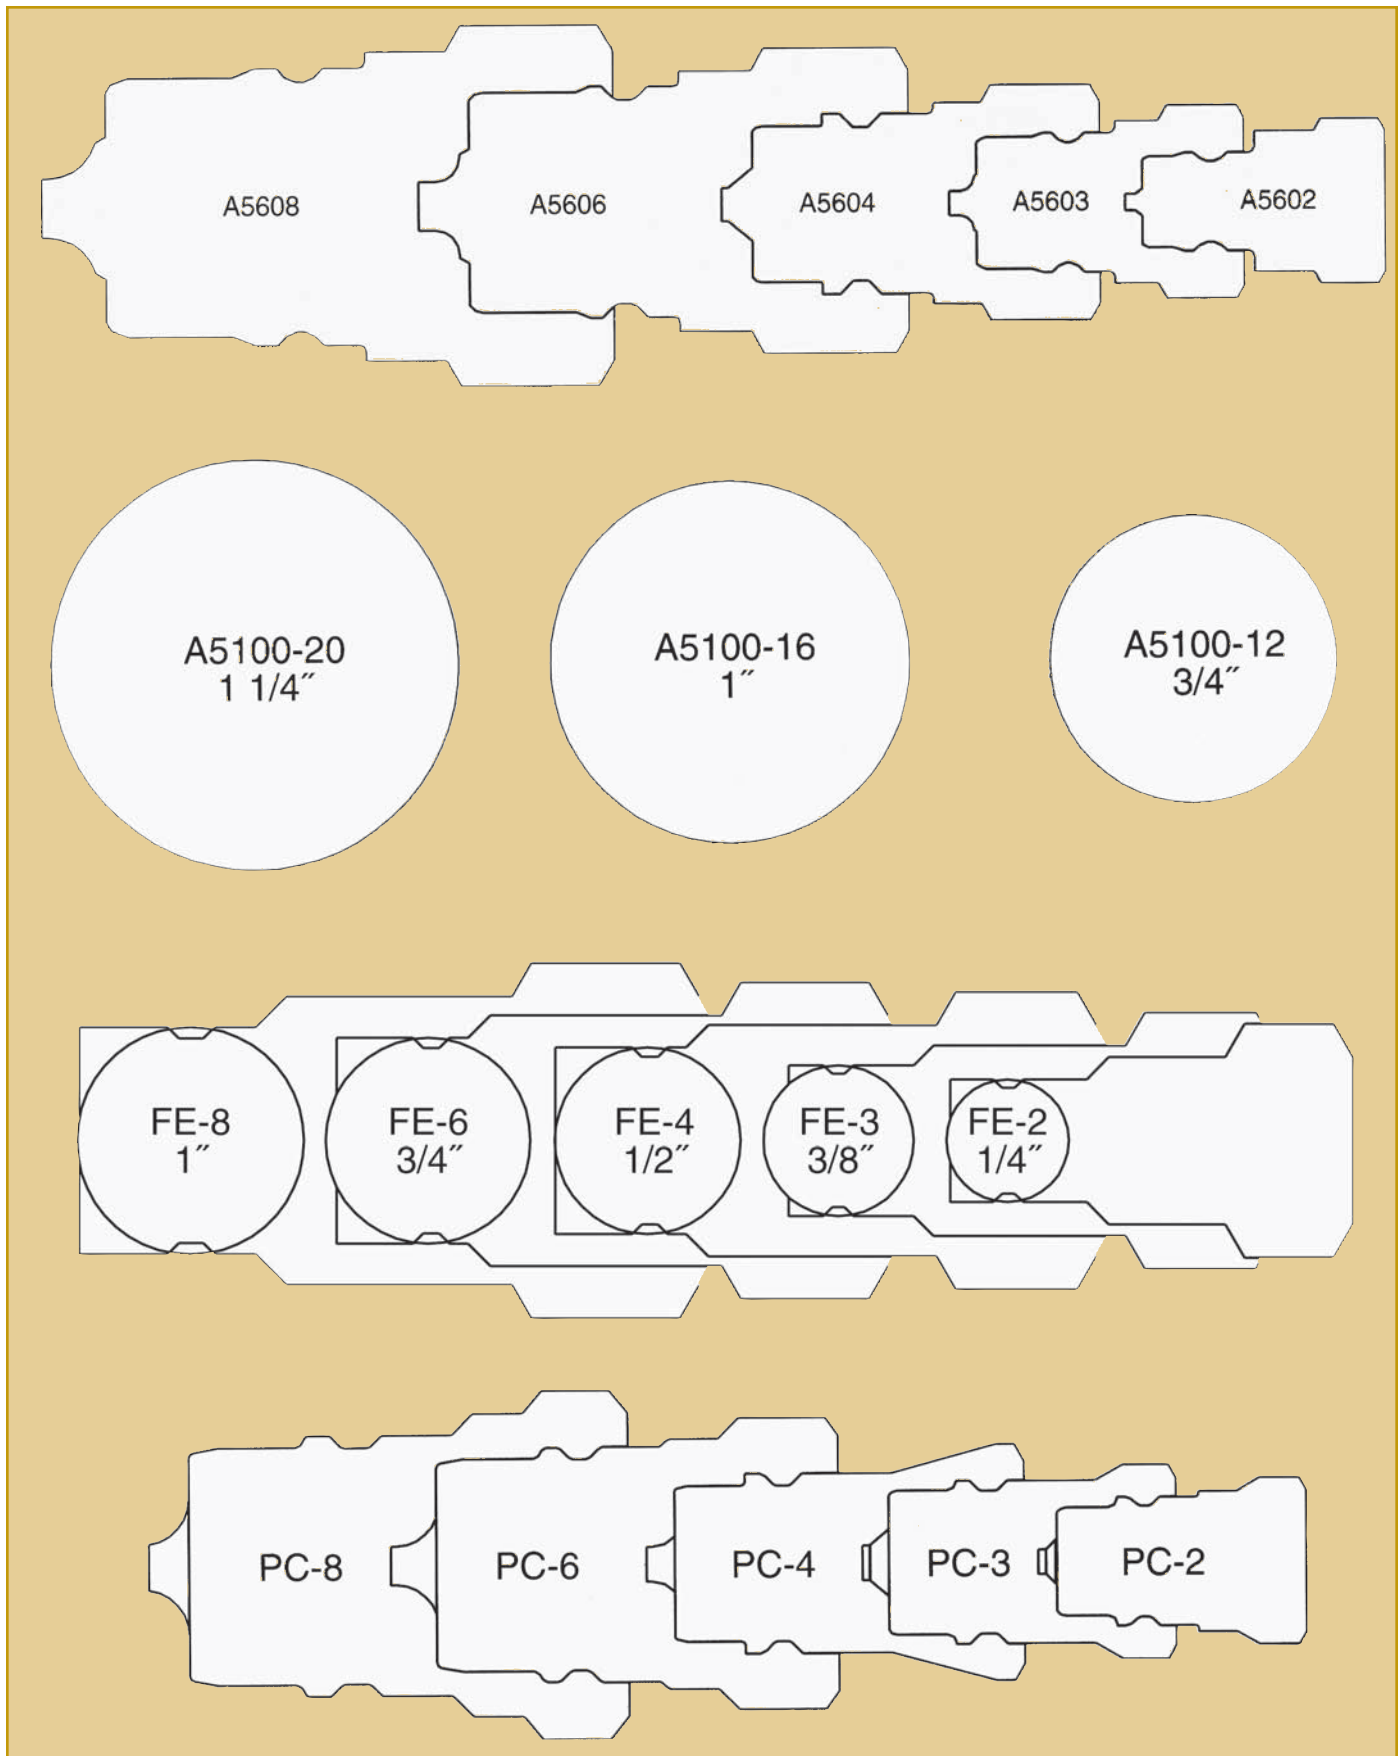 A5608
A5606
A5604
A5603
A5602
A5100-20
1 1/4″
A5100-16
1″
A5100-12
3/4″
FE-8
1″
FE-6
3/4″
FE-4
1/2″
FE-3
3/8″
FE-2
1/4″
PC-8
PC-6
PC-4
PC-3
PC-2